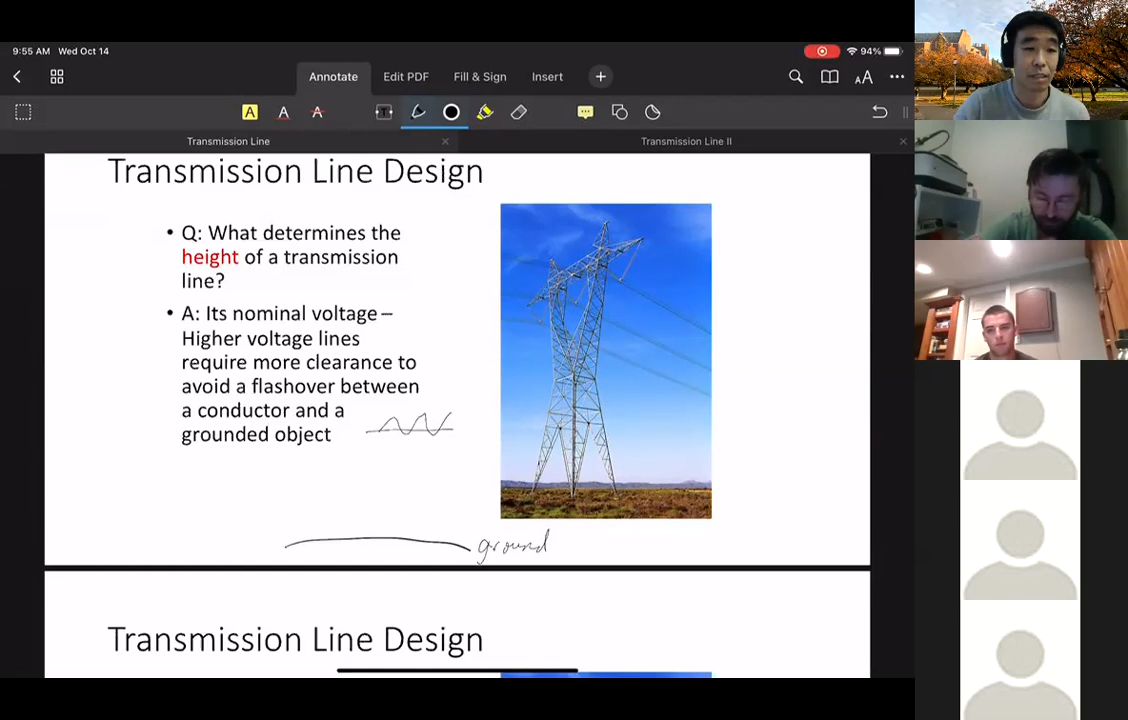 9:55 AM Wed Oct 14
94%
Annotate Edit PDF Fill & Sign Insert
Transmission Line
Transmission Line II
Transmission Line Design
• Q: What determines the
height of a transmission
line?
• A: Its nominal voltage –
Higher voltage lines
require more clearance to
avoid a flashover between
a conductor and a
grounded object
ground
Transmission Line Design